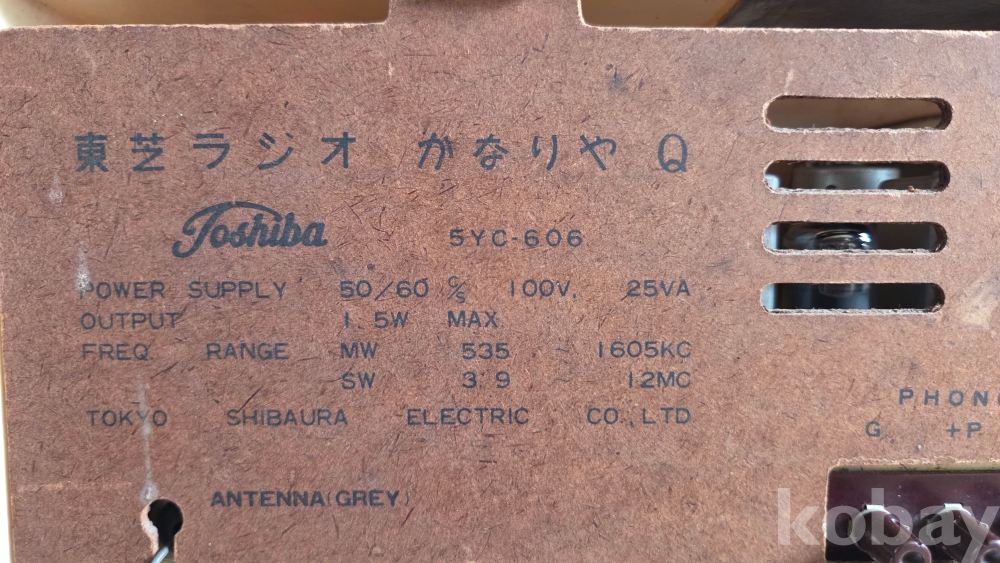 東芝ラジオ かなりや Q
Toshiba 5YC-606
POWER SUPPLY 50/60 C/S 100V. 25VA
OUTPUT 1.5W MAX
FREQ. RANGE MW 535 ~ 1605KC
SW 3.9 ~ 12MC
TOKYO SHIBAURA ELECTRIC CO.,LTD
PHONO
G +P
ANTENNA(GREY)
kobay